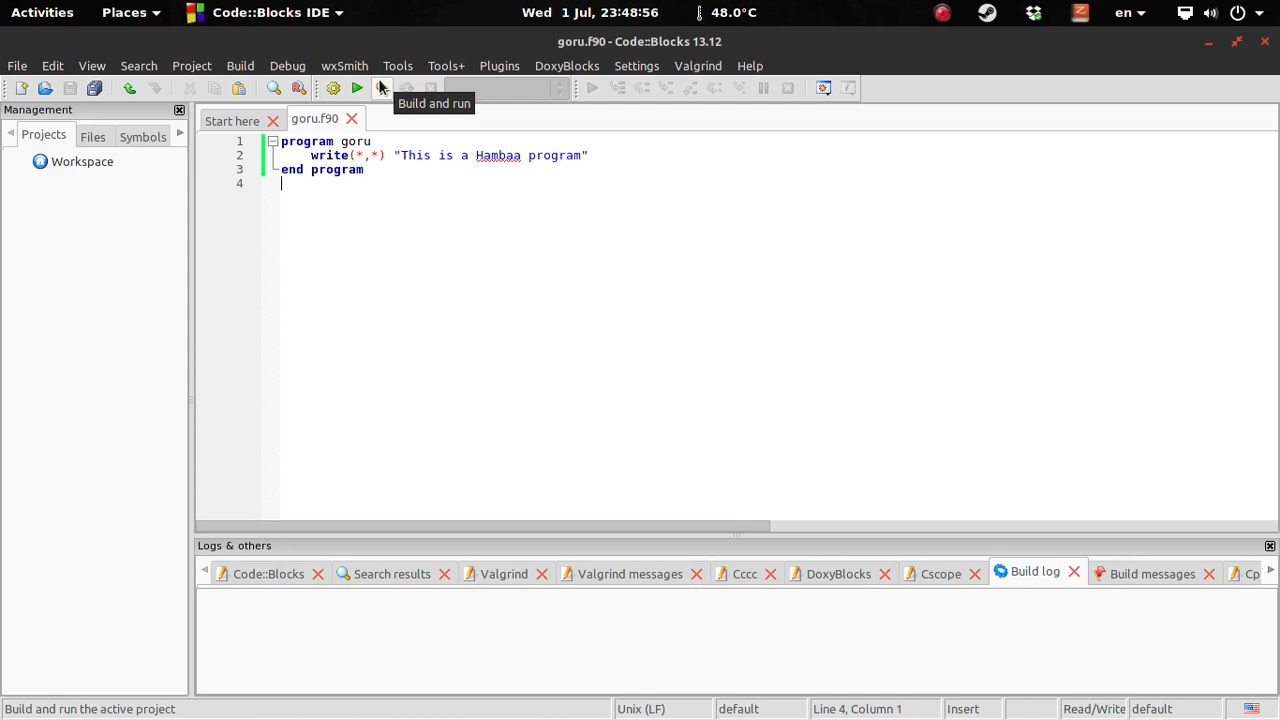 Activities Places Code::Blocks IDE Wed 1 Jul, 23:48:56 48.0°C en
goru.f90 - Code::Blocks 13.12
File Edit View Search Project Build Debug wxSmith Tools Tools+ Plugins DoxyBlocks Settings Valgrind Help
Build and run
Management
Start here goru.f90
Projects Files Symbols
Workspace
1 program goru
2 write(*,*) "This is a Hambaa program"
3 end program
4
Logs & others
Code::Blocks Search results Valgrind Valgrind messages Cccc DoxyBlocks Cscope Build log Build messages Cp
Build and run the active project Unix (LF) default Line 4, Column 1 Insert Read/Write default